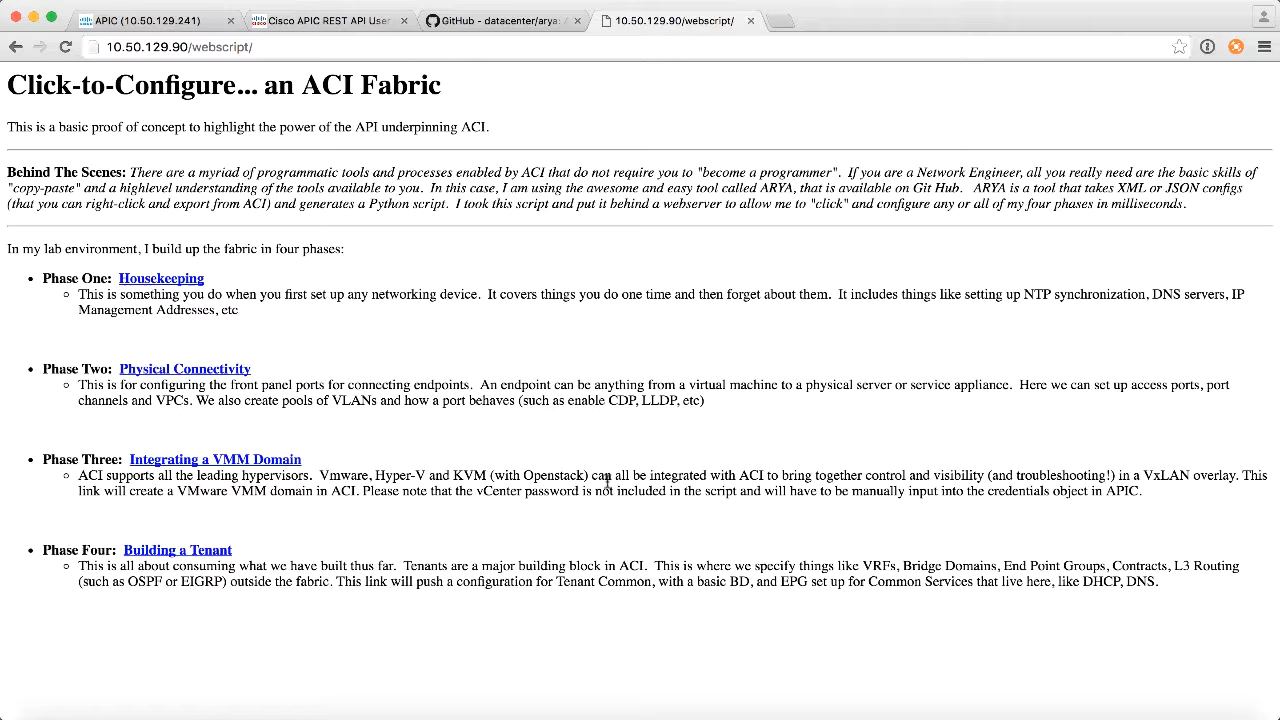 APIC (10.50.129.241)
Cisco APIC REST API User
GitHub - datacenter/arya: A
10.50.129.90/webscript/
10.50.129.90/webscript/
Click-to-Configure... an ACI Fabric
This is a basic proof of concept to highlight the power of the API underpinning ACI.
Behind The Scenes: There are a myriad of programmatic tools and processes enabled by ACI that do not require you to "become a programmer". If you are a Network Engineer, all you really need are the basic skills of
"copy-paste" and a highlevel understanding of the tools available to you. In this case, I am using the awesome and easy tool called ARYA, that is available on Git Hub. ARYA is a tool that takes XML or JSON configs
(that you can right-click and export from ACI) and generates a Python script. I took this script and put it behind a webserver to allow me to "click" and configure any or all of my four phases in milliseconds.
In my lab environment, I build up the fabric in four phases:
• Phase One: Housekeeping
◦ This is something you do when you first set up any networking device. It covers things you do one time and then forget about them. It includes things like setting up NTP synchronization, DNS servers, IP
Management Addresses, etc
• Phase Two: Physical Connectivity
◦ This is for configuring the front panel ports for connecting endpoints. An endpoint can be anything from a virtual machine to a physical server or service appliance. Here we can set up access ports, port
channels and VPCs. We also create pools of VLANs and how a port behaves (such as enable CDP, LLDP, etc)
• Phase Three: Integrating a VMM Domain
◦ ACI supports all the leading hypervisors. Vmware, Hyper-V and KVM (with Openstack) can all be integrated with ACI to bring together control and visibility (and troubleshooting!) in a VxLAN overlay. This
link will create a VMware VMM domain in ACI. Please note that the vCenter password is not included in the script and will have to be manually input into the credentials object in APIC.
• Phase Four: Building a Tenant
◦ This is all about consuming what we have built thus far. Tenants are a major building block in ACI. This is where we specify things like VRFs, Bridge Domains, End Point Groups, Contracts, L3 Routing
(such as OSPF or EIGRP) outside the fabric. This link will push a configuration for Tenant Common, with a basic BD, and EPG set up for Common Services that live here, like DHCP, DNS.